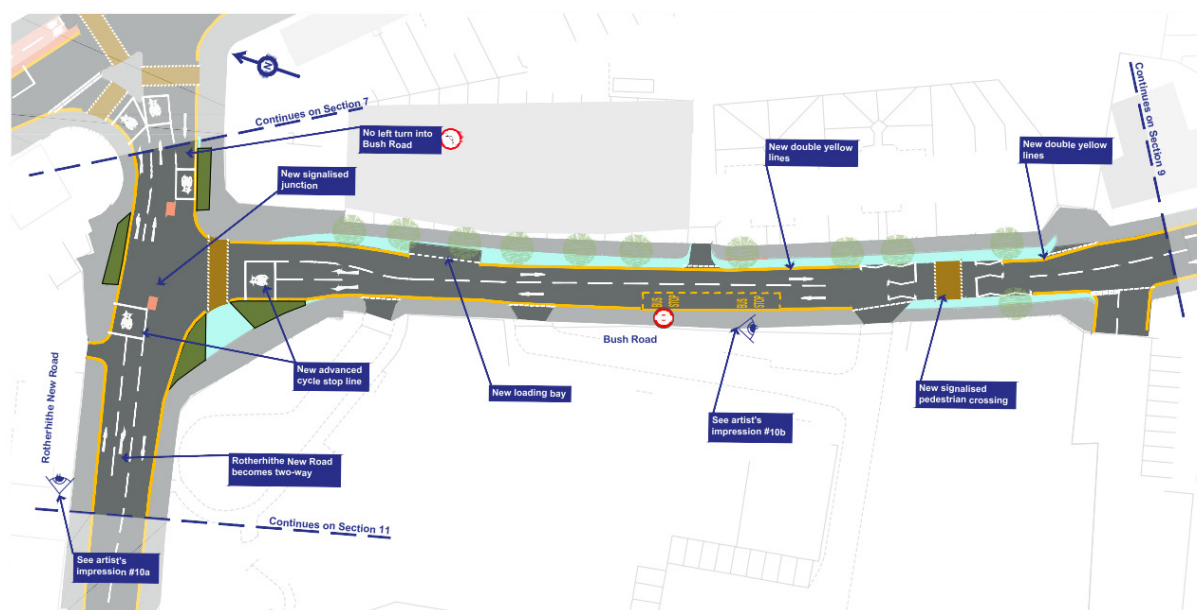 N
Continues on Section 7
No left turn into
Bush Road
New signalised
junction
New double yellow
lines
New double yellow
lines
Continues on Section 9
BUS
STOP
BUS
STOP
Bush Road
New advanced
cycle stop line
New loading bay
See artist's
impression #10b
New signalised
pedestrian crossing
Rotherhithe New Road
Rotherhithe New Road
becomes two-way
Continues on Section 11
See artist's
impression #10a